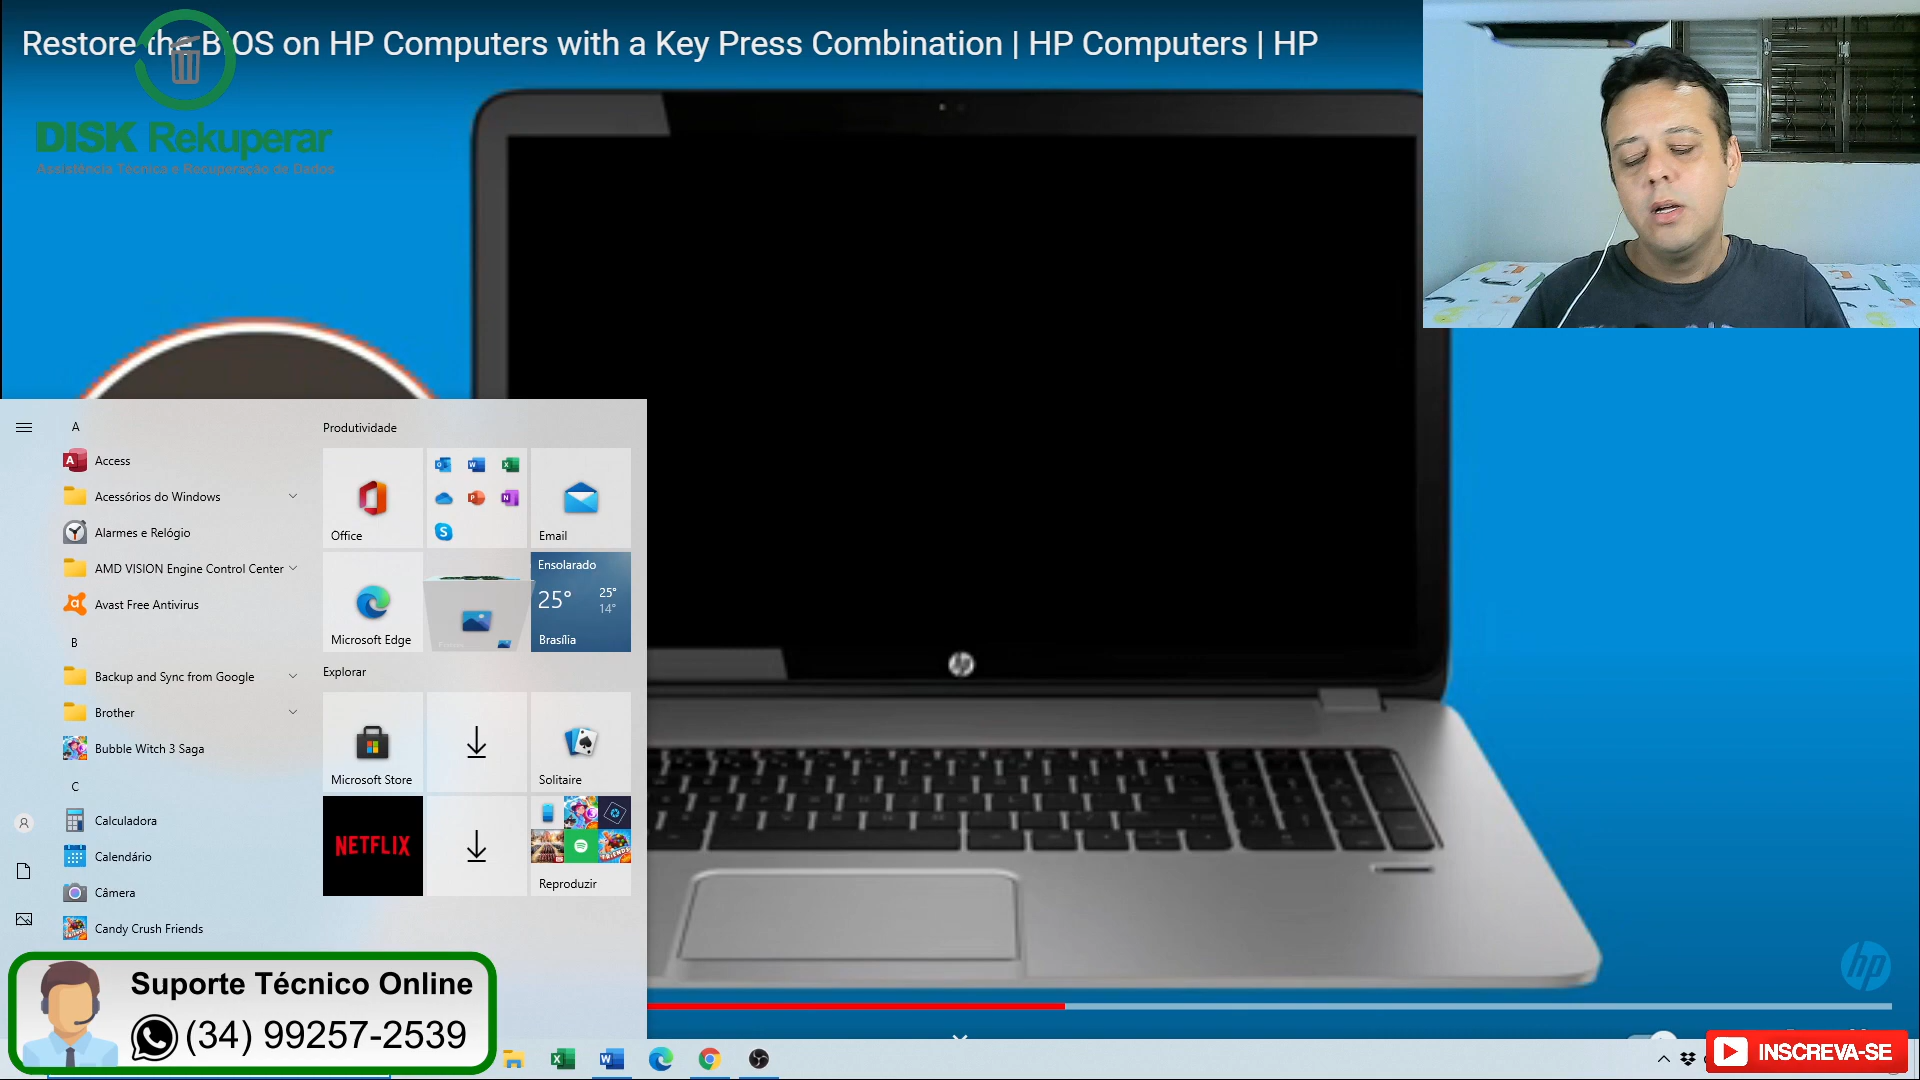 Restore the BIOS on HP Computers with a Key Press Combination | HP Computers | HP
DISK Rekuperar
Assistência Técnica e Recuperação de Dados
A
Access
Acessórios do Windows
Alarmes e Relógio
AMD VISION Engine Control Center
Avast Free Antivirus
B
Backup and Sync from Google
Brother
Bubble Witch 3 Saga
C
Calculadora
Calendário
Câmera
Candy Crush Friends
Produtividade
Office
Email
Microsoft Edge
Ensolarado
25°
25°
14°
Brasília
Explorar
Microsoft Store
Solitaire
NETFLIX
Reproduzir
hp
hp
Suporte Técnico Online
(34) 99257-2539
INSCREVA-SE